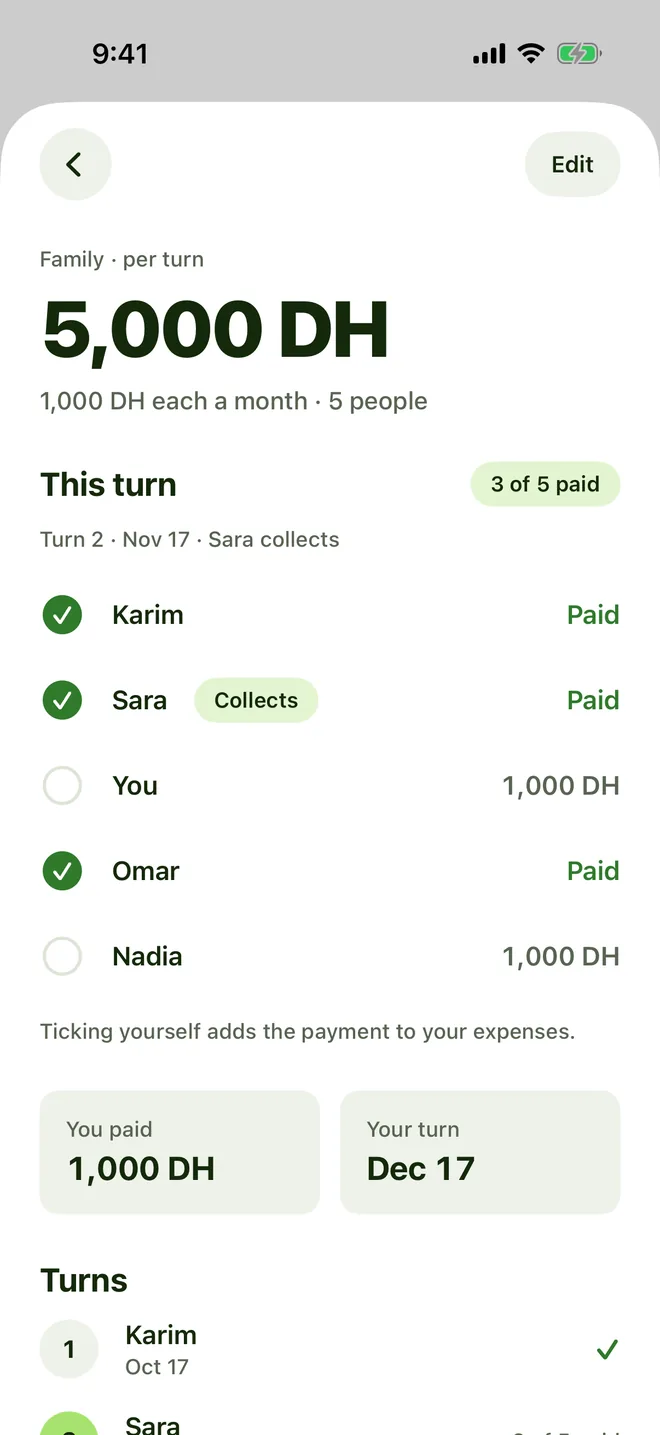 9:41
Edit
Family · per turn
5,000 DH
1,000 DH each a month · 5 people
This turn
3 of 5 paid
Turn 2 · Nov 17 · Sara collects
Karim Paid
Sara Collects Paid
You 1,000 DH
Omar Paid
Nadia 1,000 DH
Ticking yourself adds the payment to your expenses.
You paid
1,000 DH
Your turn
Dec 17
Turns
1 Karim
Oct 17
Sara